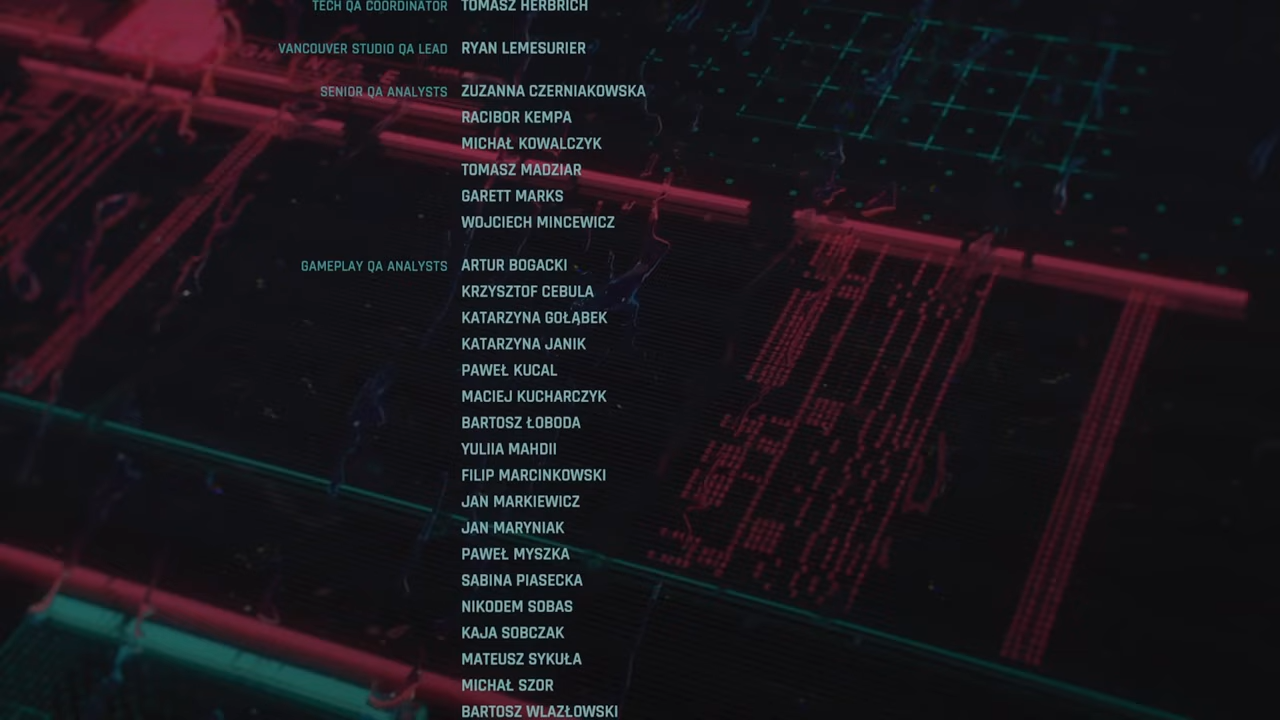 TECH QA COORDINATOR TOMASZ HERBRICH
VANCOUVER STUDIO QA LEAD RYAN LEMESURIER
SENIOR QA ANALYSTS ZUZANNA CZERNIAKOWSKA
RACIBOR KEMPA
MICHAŁ KOWALCZYK
TOMASZ MADZIAR
GARETT MARKS
WOJCIECH MINCEWICZ
GAMEPLAY QA ANALYSTS ARTUR BOGACKI
KRZYSZTOF CEBULA
KATARZYNA GOŁĄBEK
KATARZYNA JANIK
PAWEŁ KUCAL
MACIEJ KUCHARCZYK
BARTOSZ ŁOBODA
YULIIA MAHDII
FILIP MARCINKOWSKI
JAN MARKIEWICZ
JAN MARYNIAK
PAWEŁ MYSZKA
SABINA PIASECKA
NIKODEM SOBAS
KAJA SOBCZAK
MATEUSZ SYKUŁA
MICHAŁ SZOR
BARTOSZ WLAZŁOWSKI